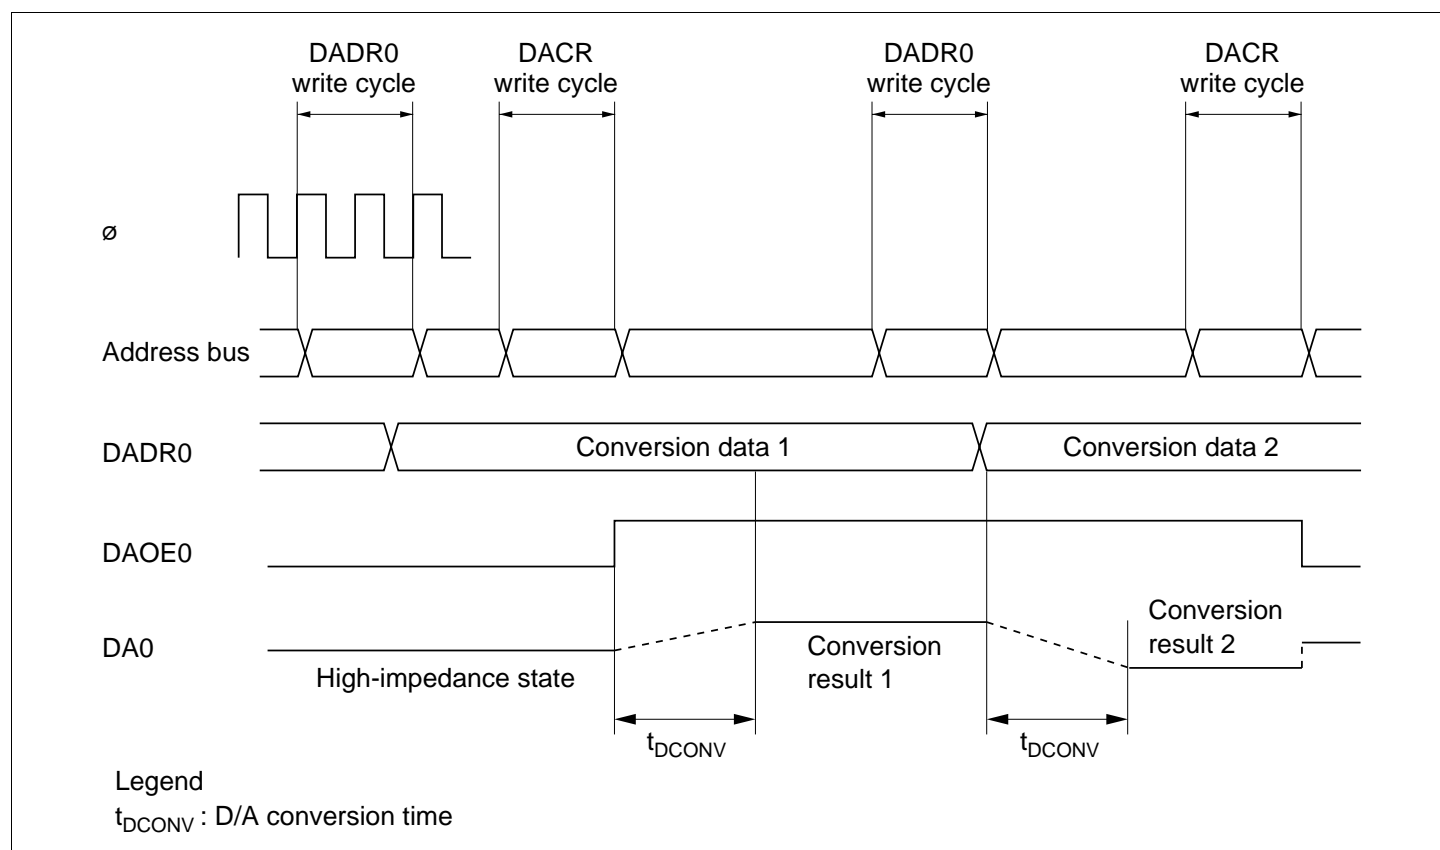 DADR0
write cycle
DACR
write cycle
DADR0
write cycle
DACR
write cycle
ø
Address bus
DADR0
Conversion data 1
Conversion data 2
DAOE0
DA0
High-impedance state
Conversion
result 1
Conversion
result 2
tDCONV
tDCONV
Legend
tDCONV : D/A conversion time